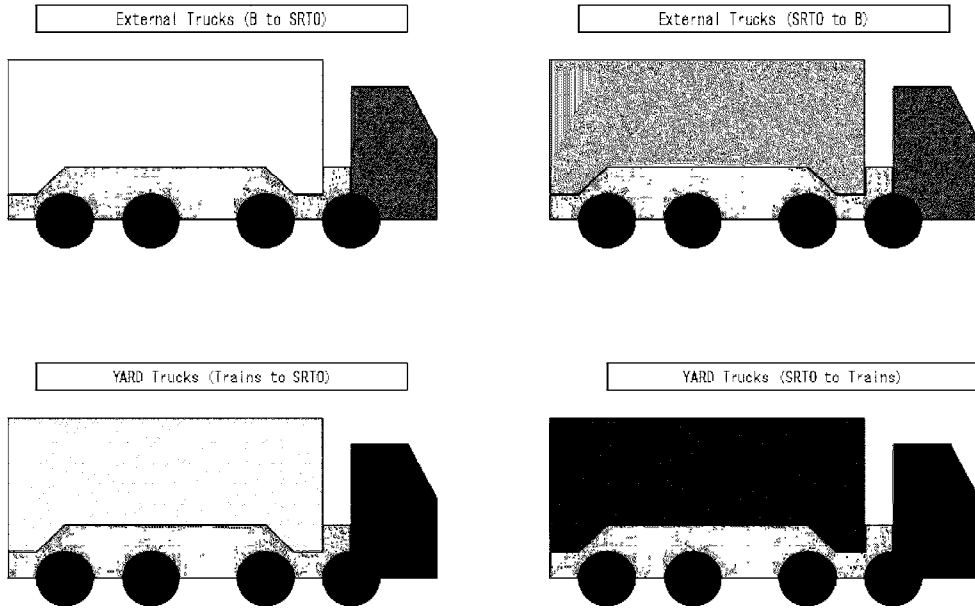 External Trucks (B to SRTO)
External Trucks (SRTO to B)
YARD Trucks (Trains to SRTO)
YARD Trucks (SRTO to Trains)